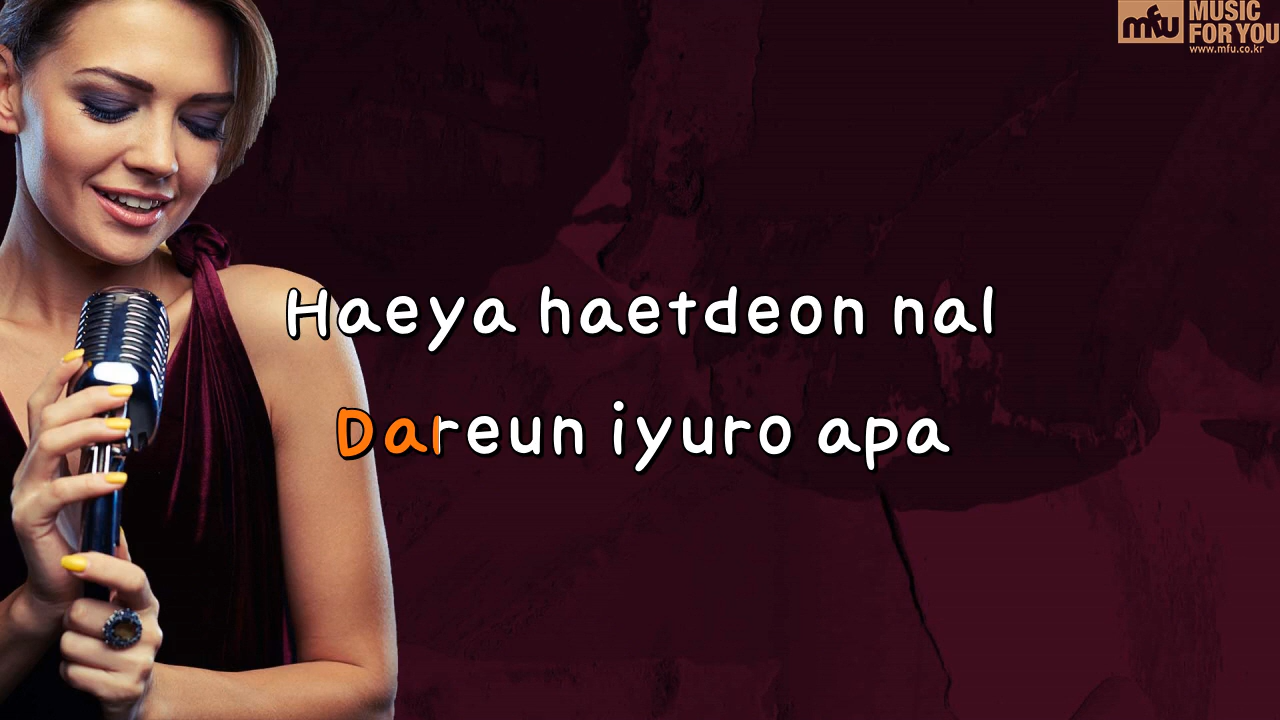 mfu MUSIC
FOR YOU
www.mfu.co.kr
Haeya haetdeon nal
Dareun iyuro apa